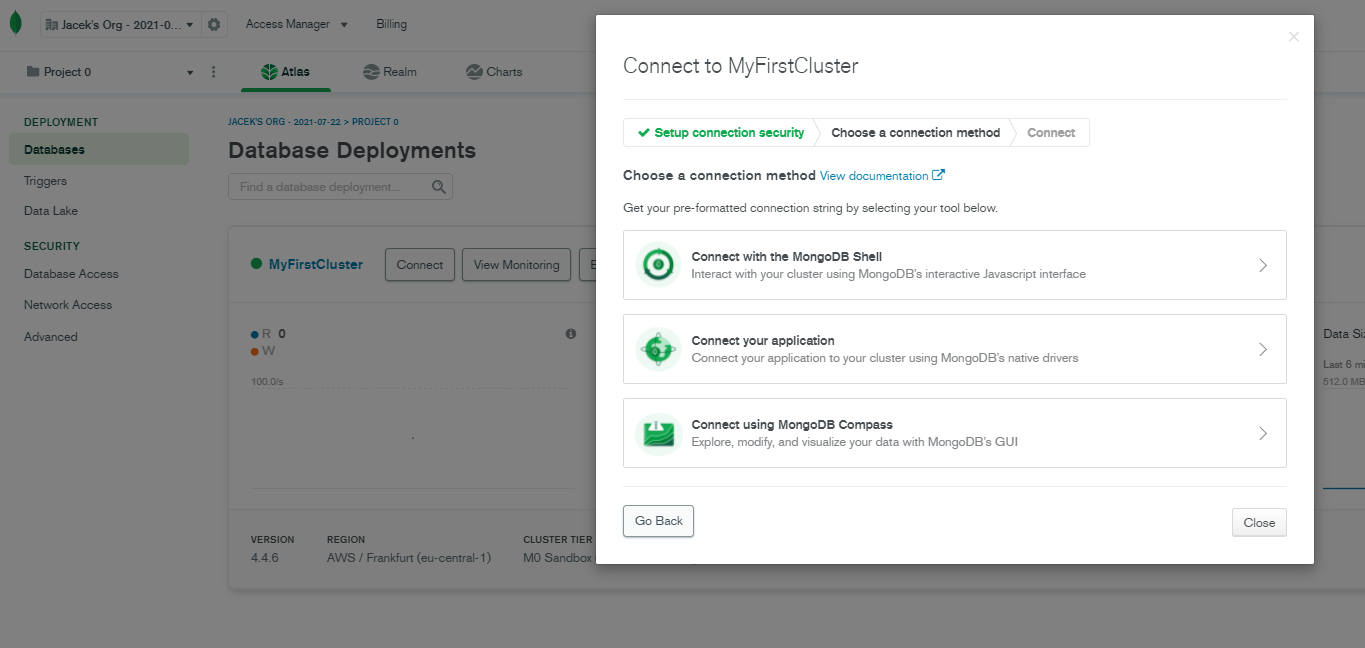 Jacek's Org - 2021-0...
Access Manager
Billing
Project 0
Atlas
Realm
Charts
DEPLOYMENT
Databases
Triggers
Data Lake
SECURITY
Database Access
Network Access
Advanced
JACEK'S ORG - 2021-07-22 > PROJECT 0
Database Deployments
Find a database deployment...
MyFirstCluster
Connect
View Monitoring
R 0
W
100.0/s
VERSION
4.4.6
REGION
AWS / Frankfurt (eu-central-1)
CLUSTER TIER
M0 Sandbox
Data Siz
Last 6 mi
512.0 MB
Connect to MyFirstCluster
Setup connection security
Choose a connection method
Connect
Choose a connection method View documentation
Get your pre-formatted connection string by selecting your tool below.
Connect with the MongoDB Shell
Interact with your cluster using MongoDB's interactive Javascript interface
Connect your application
Connect your application to your cluster using MongoDB's native drivers
Connect using MongoDB Compass
Explore, modify, and visualize your data with MongoDB's GUI
Go Back
Close